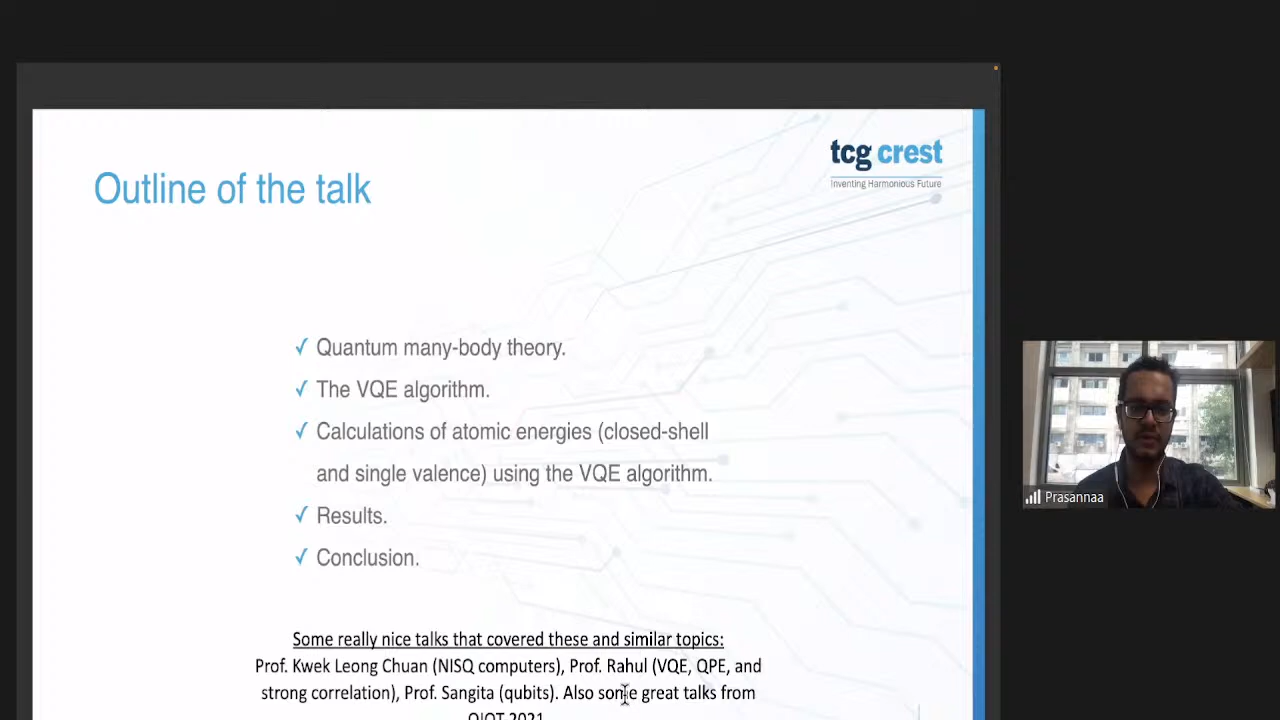 tcg crest
Inventing Harmonious Future
Outline of the talk
✓ Quantum many-body theory.
✓ The VQE algorithm.
✓ Calculations of atomic energies (closed-shell
and single valence) using the VQE algorithm.
✓ Results.
✓ Conclusion.
Some really nice talks that covered these and similar topics:
Prof. Kwek Leong Chuan (NISQ computers), Prof. Rahul (VQE, QPE, and
strong correlation), Prof. Sangita (qubits). Also some great talks from
2021
Prasannaa